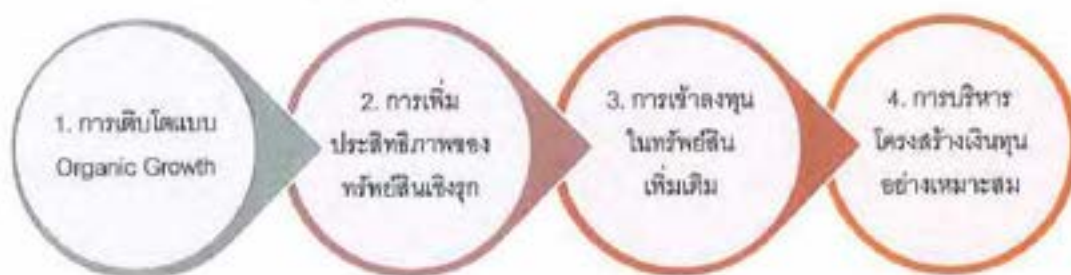 1. การเติบโตแบบ
Organic Growth
2. การเพิ่ม
ประสิทธิภาพของ
ทรัพย์สินเชิงรุก
3. การเข้าลงทุน
ในทรัพย์สิน
เพิ่มเติม
4. การบริหาร
โครงสร้างเงินทุน
อย่างเหมาะสม